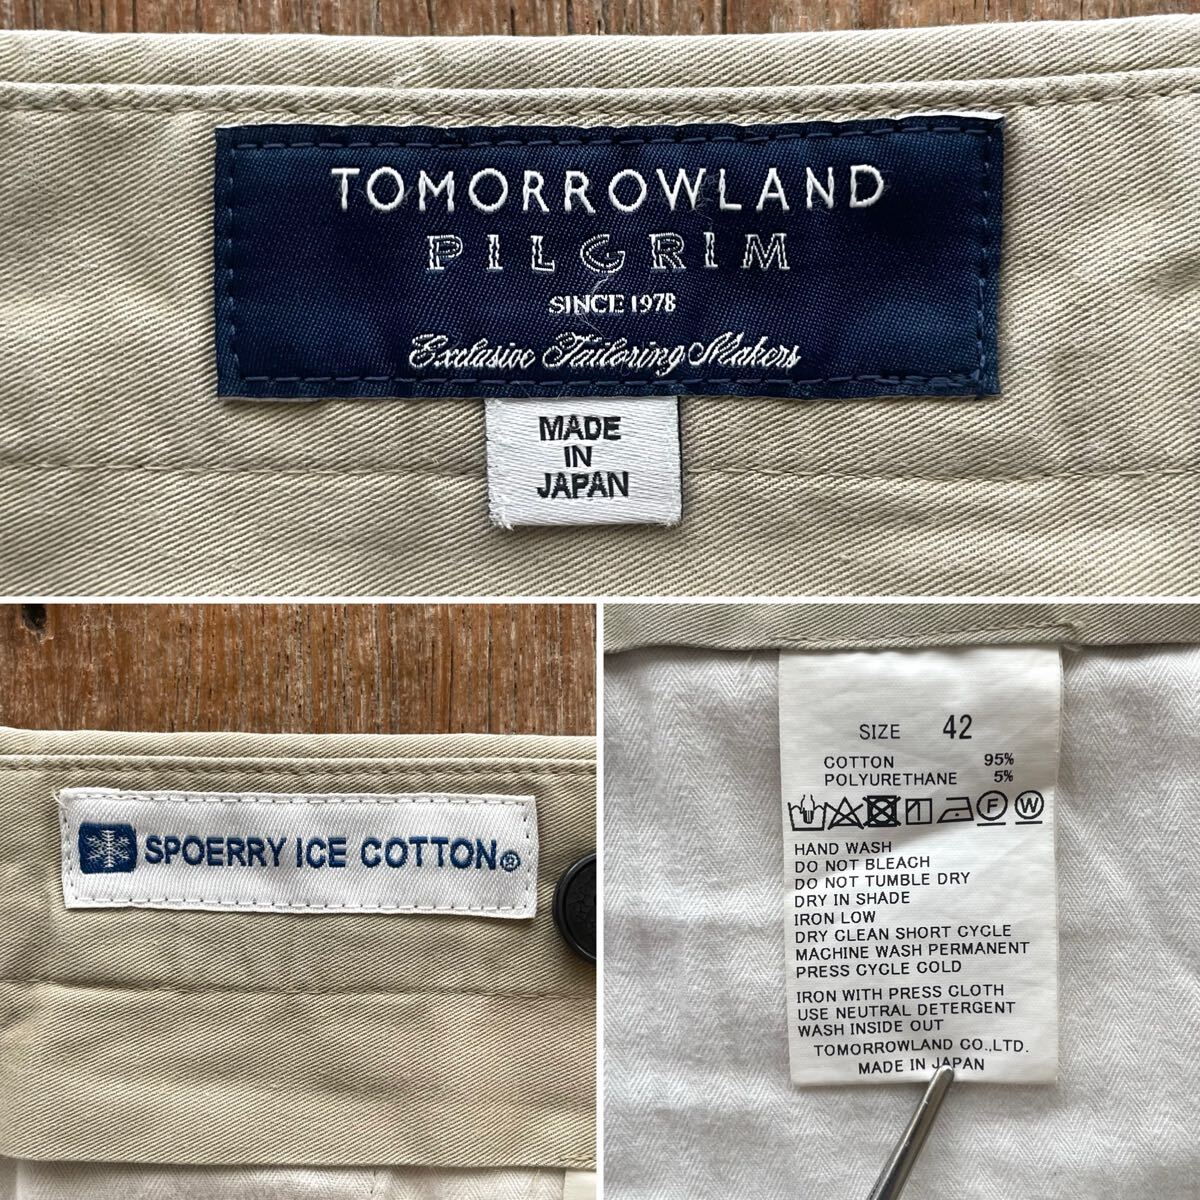 TOMORROWLAND
PILGRIM
SINCE 1978
Exclusive Tailoring Makers
MADE
IN
JAPAN
SPOERRY ICE COTTON®
SIZE 42
COTTON 95%
POLYURETHANE 5%
F W
HAND WASH
DO NOT BLEACH
DO NOT TUMBLE DRY
DRY IN SHADE
IRON LOW
DRY CLEAN SHORT CYCLE
MACHINE WASH PERMANENT
PRESS CYCLE COLD
IRON WITH PRESS CLOTH
USE NEUTRAL DETERGENT
WASH INSIDE OUT
TOMORROWLAND CO.,LTD.
MADE IN JAPAN